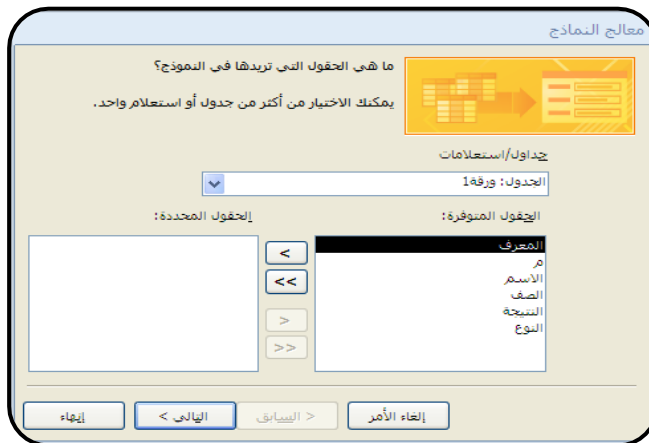 معالج النماذج
ما هي الحقول التي تريدها في النموذج؟
يمكنك الاختيار من أكثر من جدول أو استعلام واحد.
جداول/استعلامات
الجدول: ورقة1
الحقول المتوفرة:
الحقول المحددة:
المعرف
م
الاسم
الصف
النتيجة
النوع
>
>>
<
<<
إلغاء الأمر
< السابق
التالي >
إنهاء